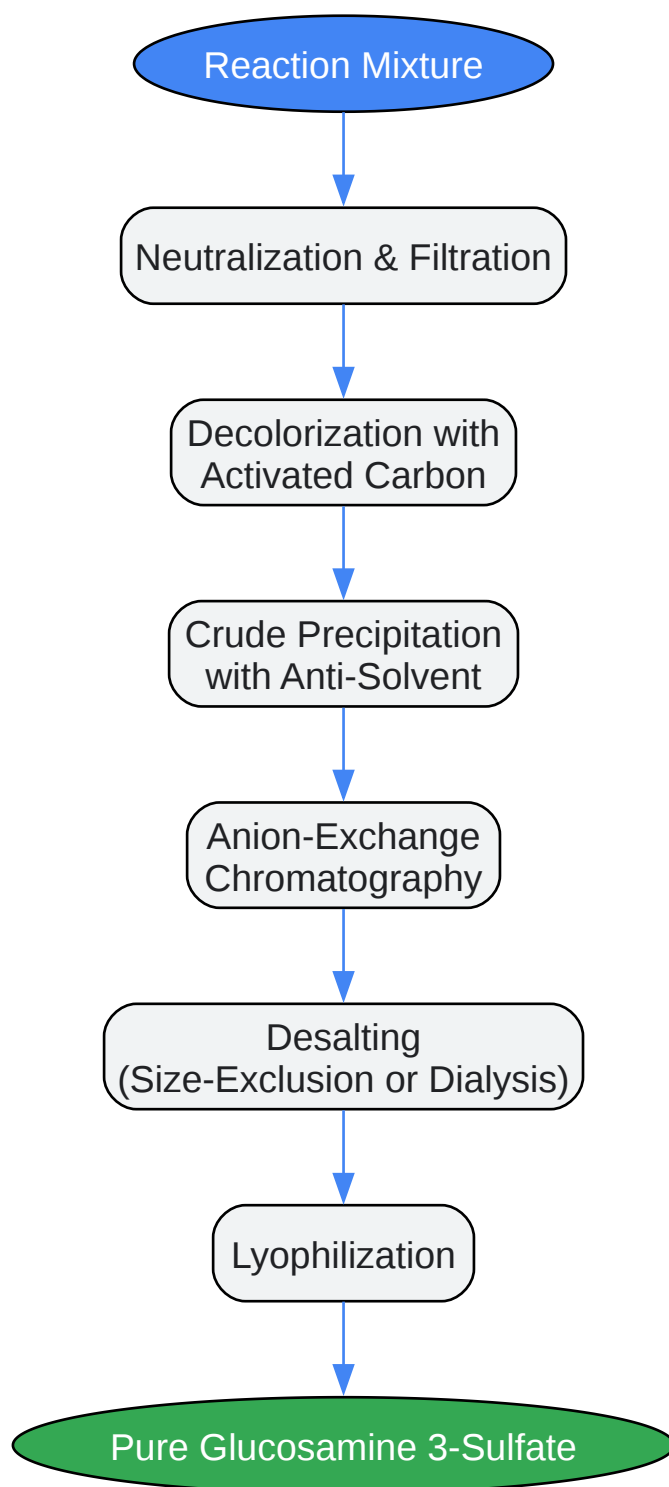 Reaction Mixture
Neutralization & Filtration
Decolorization with
Activated Carbon
Crude Precipitation
with Anti-Solvent
Anion-Exchange
Chromatography
Desalting
(Size-Exclusion or Dialysis)
Lyophilization
Pure Glucosamine 3-Sulfate